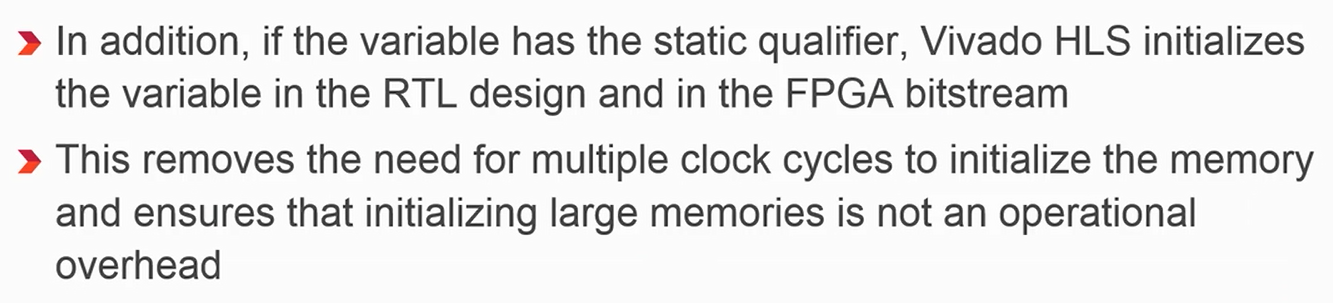 In addition, if the variable has the static qualifier, Vivado HLS initializes
the variable in the RTL design and in the FPGA bitstream
This removes the need for multiple clock cycles to initialize the memory
and ensures that initializing large memories is not an operational
overhead